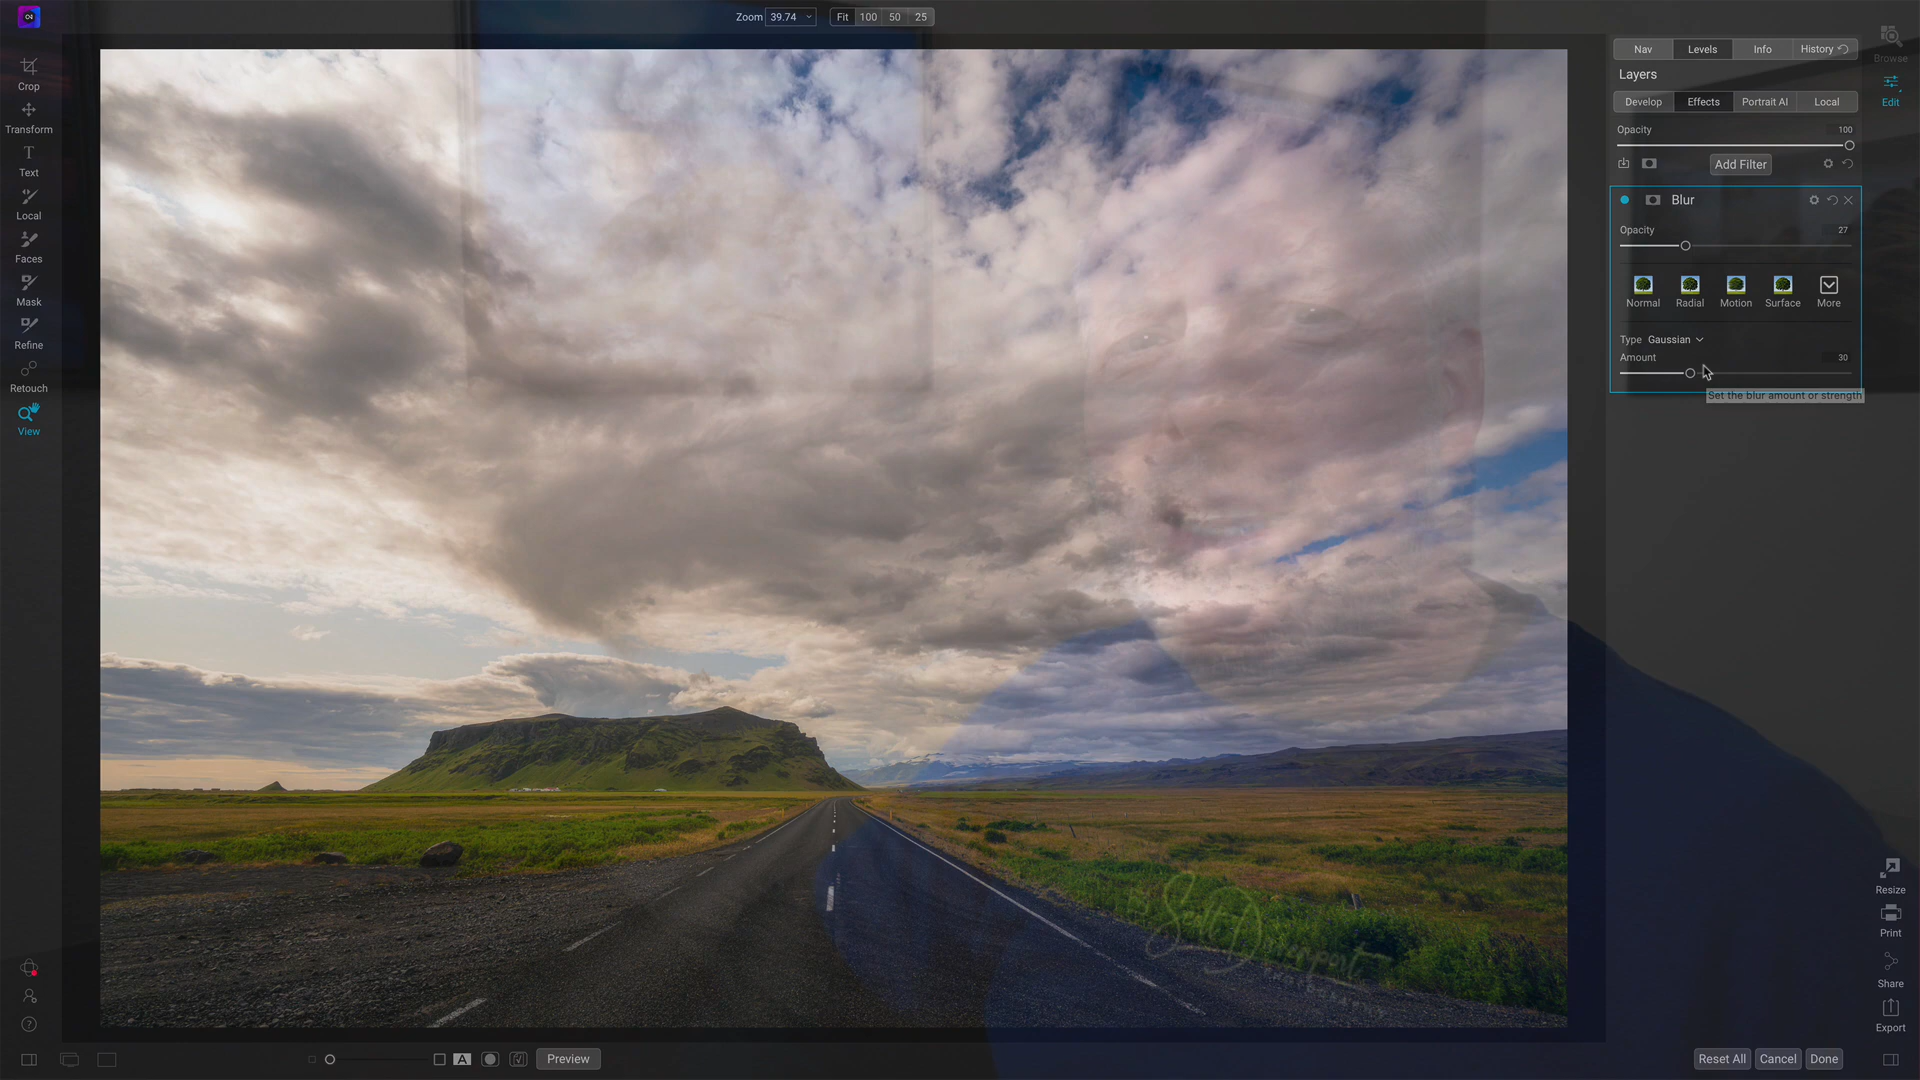 Zoom 39.74 Fit 100 50 25
Nav Levels Info History
Browse
Layers
Crop
Edit
Develop Effects Portrait AI Local
Transform
Opacity 100
Add Filter
Text
Blur
Local
Opacity 27
Faces
Mask
Normal Radial Motion Surface More
Refine
Type Gaussian
Amount 30
Retouch
Set the blur amount or strength
View
Resize
Print
Share
Export
A Preview
Reset All Cancel Done